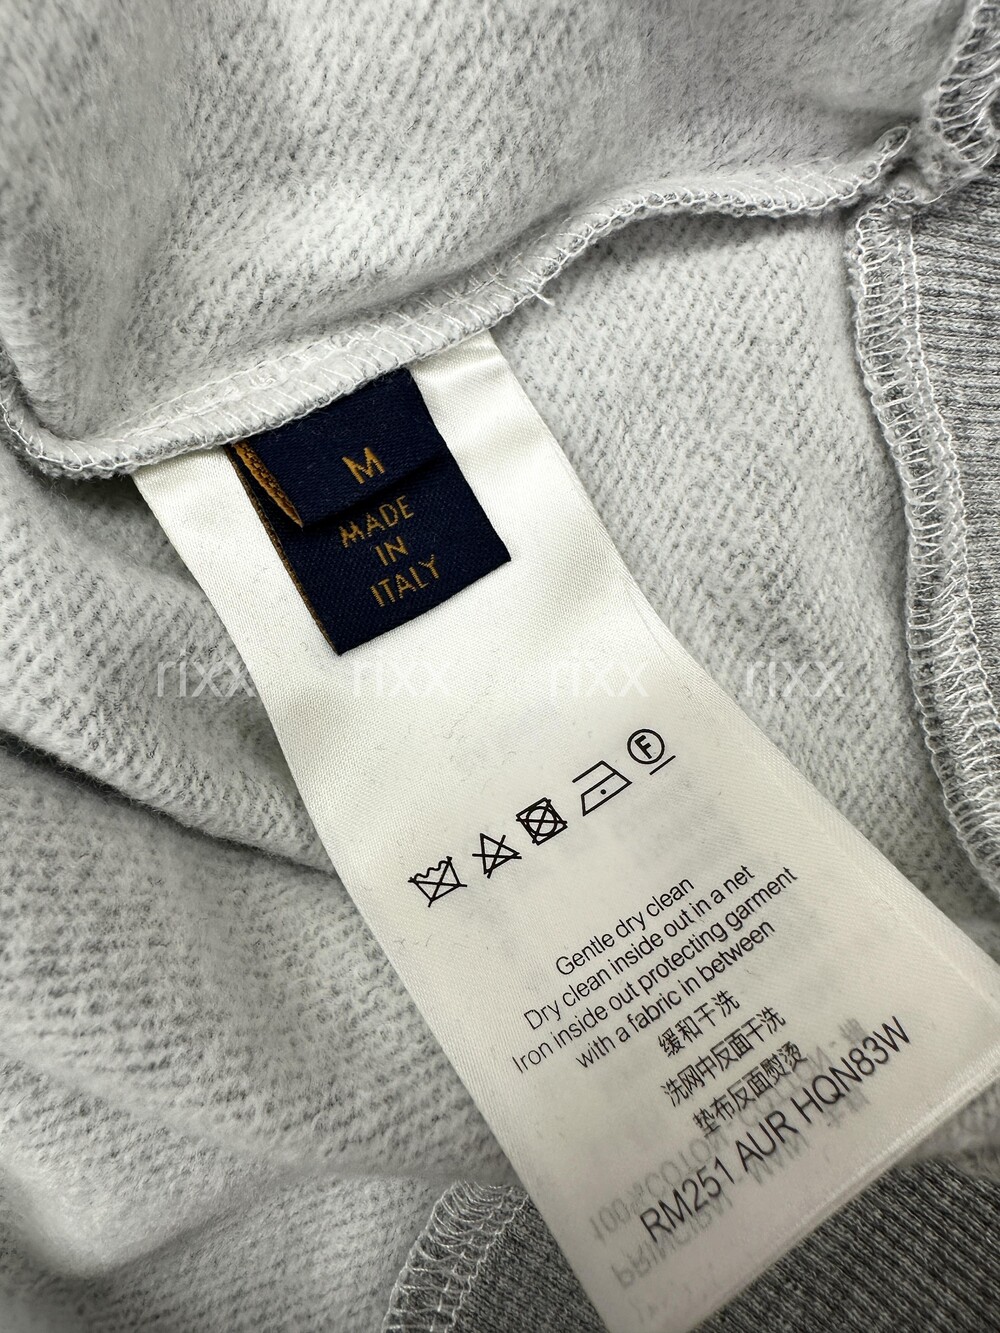 M
MADE
IN
ITALY
rixx rixx rixx rixx
F
Gentle dry clean
Dry clean inside out in a net
Iron inside out protecting garment
with a fabric in between
缓和干洗
洗网中反面干洗
垫布反面熨烫
RM251 AUR HQN83W